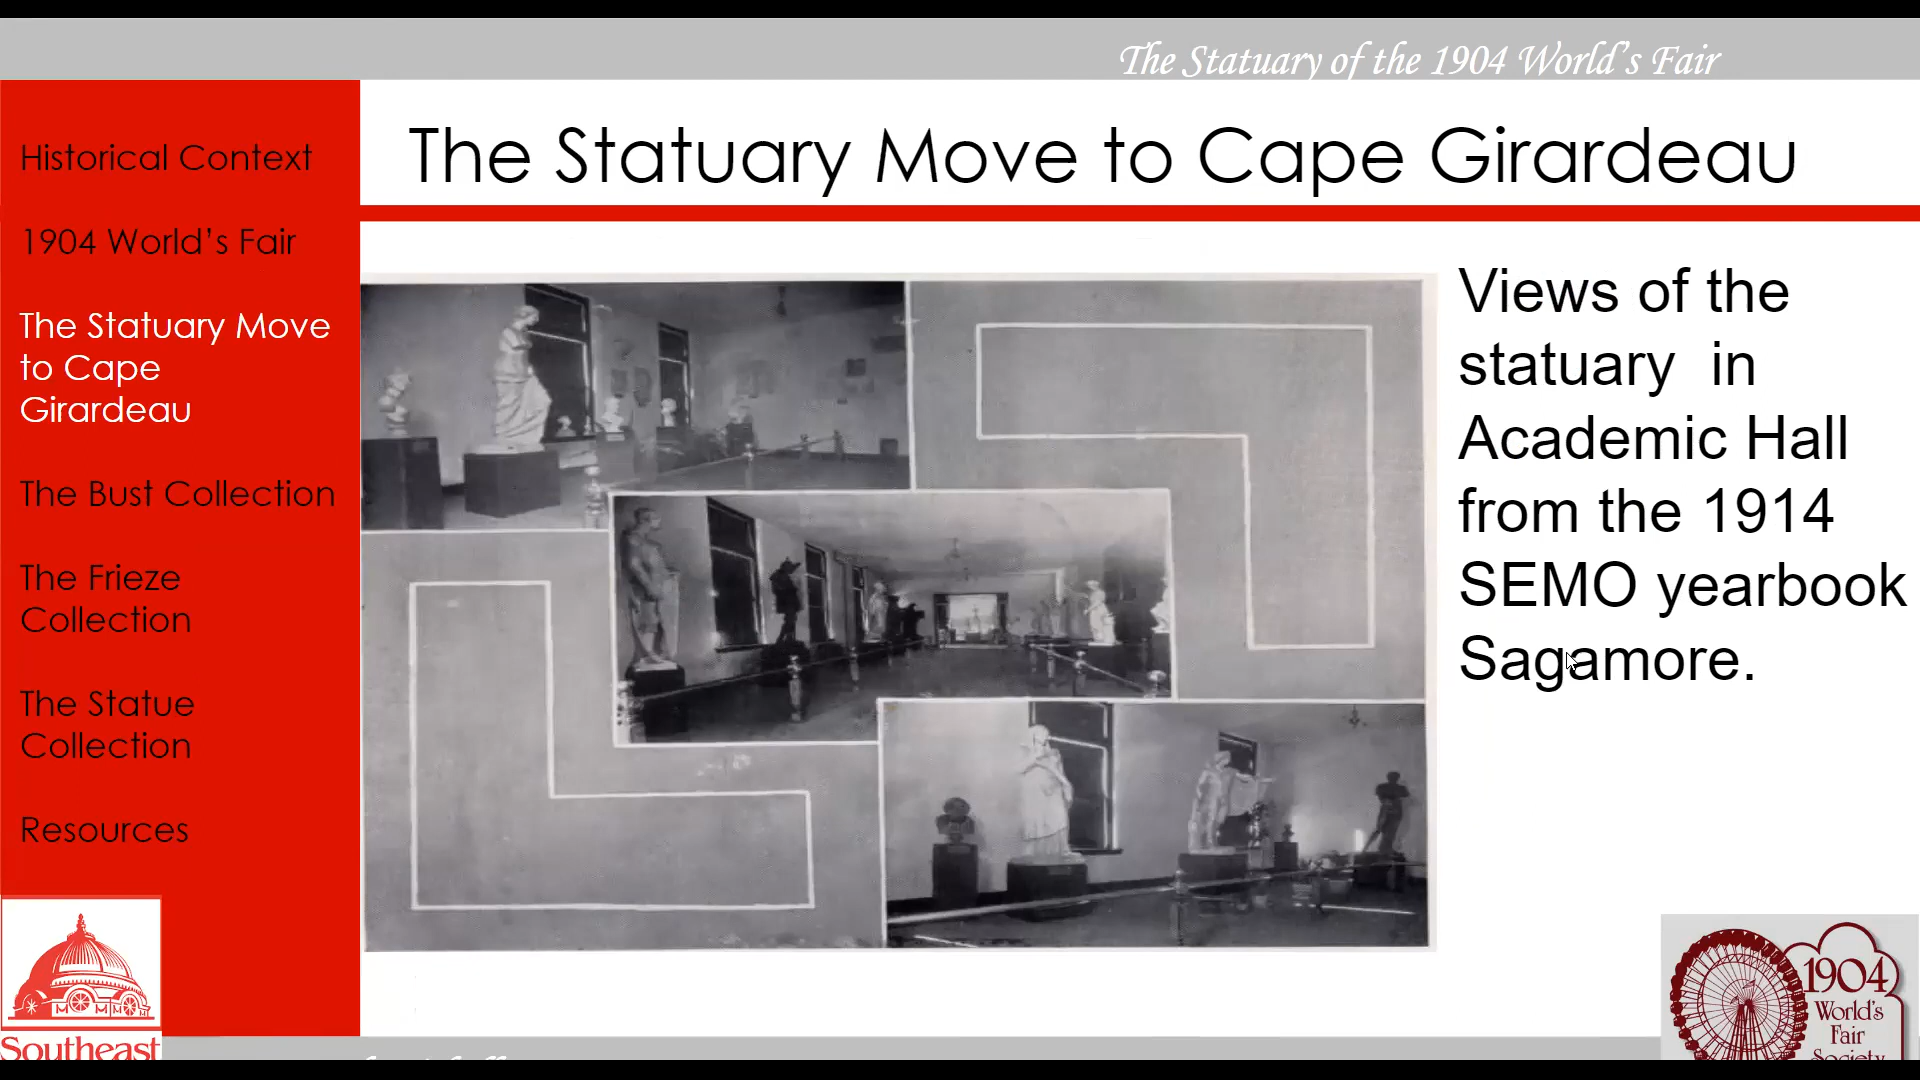 The Statuary of the 1904 World's Fair
The Statuary Move to Cape Girardeau
Historical Context
1904 World's Fair
The Statuary Move
to Cape
Girardeau
The Bust Collection
The Frieze
Collection
The Statue
Collection
Resources
Views of the
statuary  in
Academic Hall
from the 1914
SEMO yearbook
Sagamore.
Southeast
1904
World's
Fair
Society